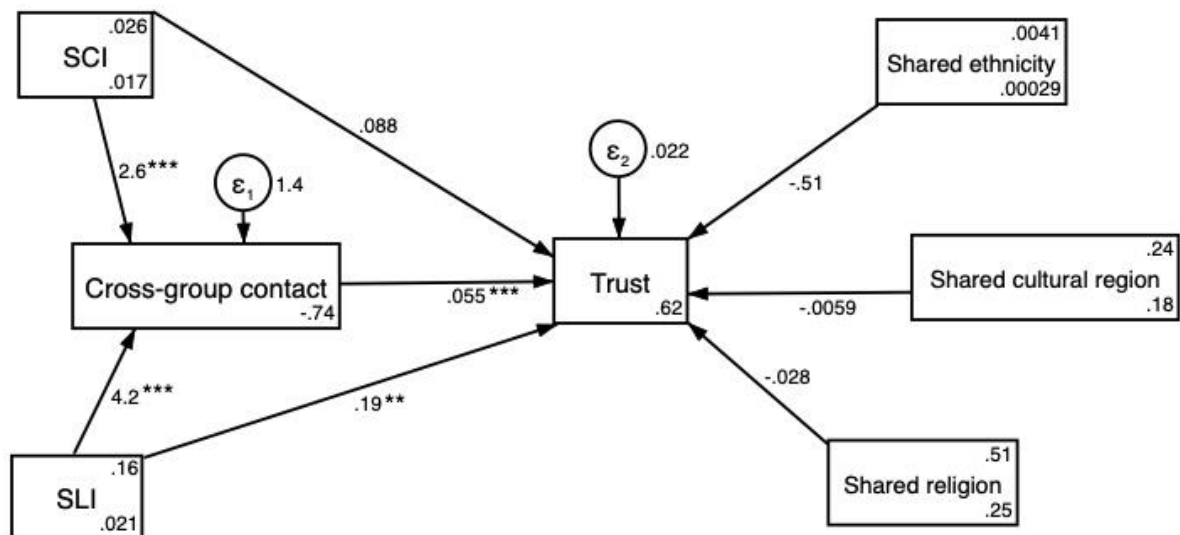 .026
SCI
.017
.0041
Shared ethnicity
.00029
.088
2.6***
ε1 1.4
ε2 .022
-.51
Cross-group contact
-.74
.055***
Trust
.62
.24
Shared cultural region
.18
-.0059
4.2***
.19**
-.028
.16
SLI
.021
.51
Shared religion
.25